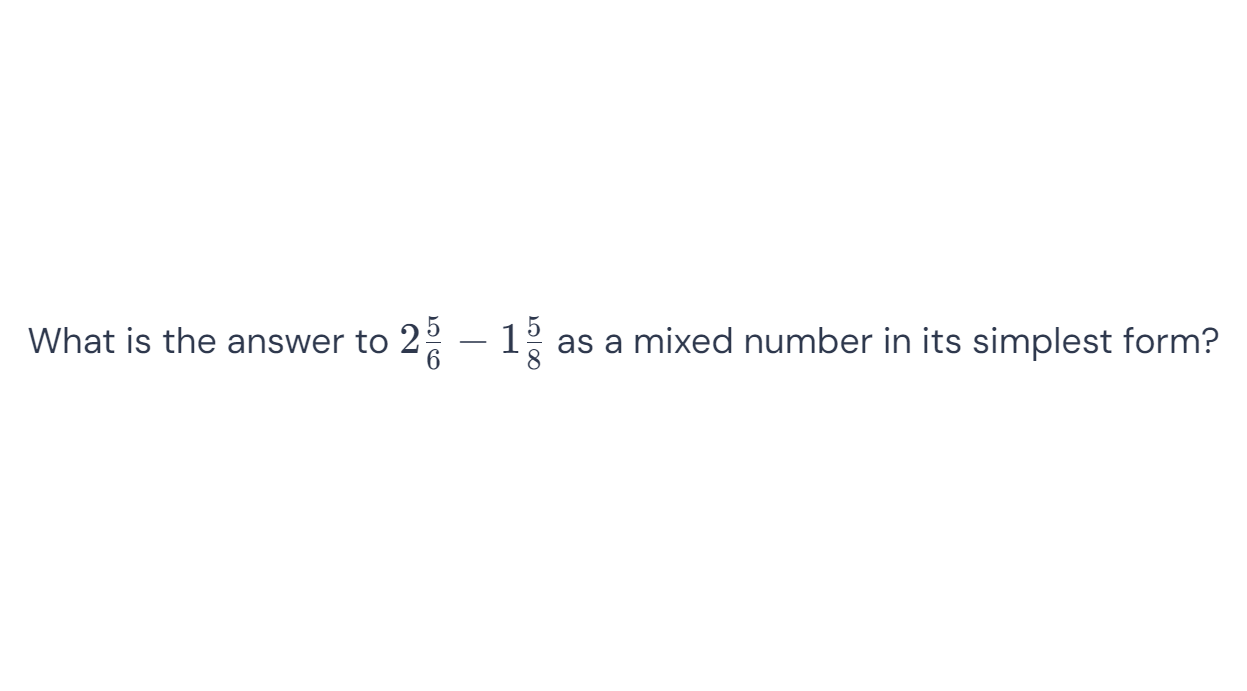 What is the answer to $2\frac{5}{6} - 1\frac{5}{8}$ as a mixed number in its simplest form?